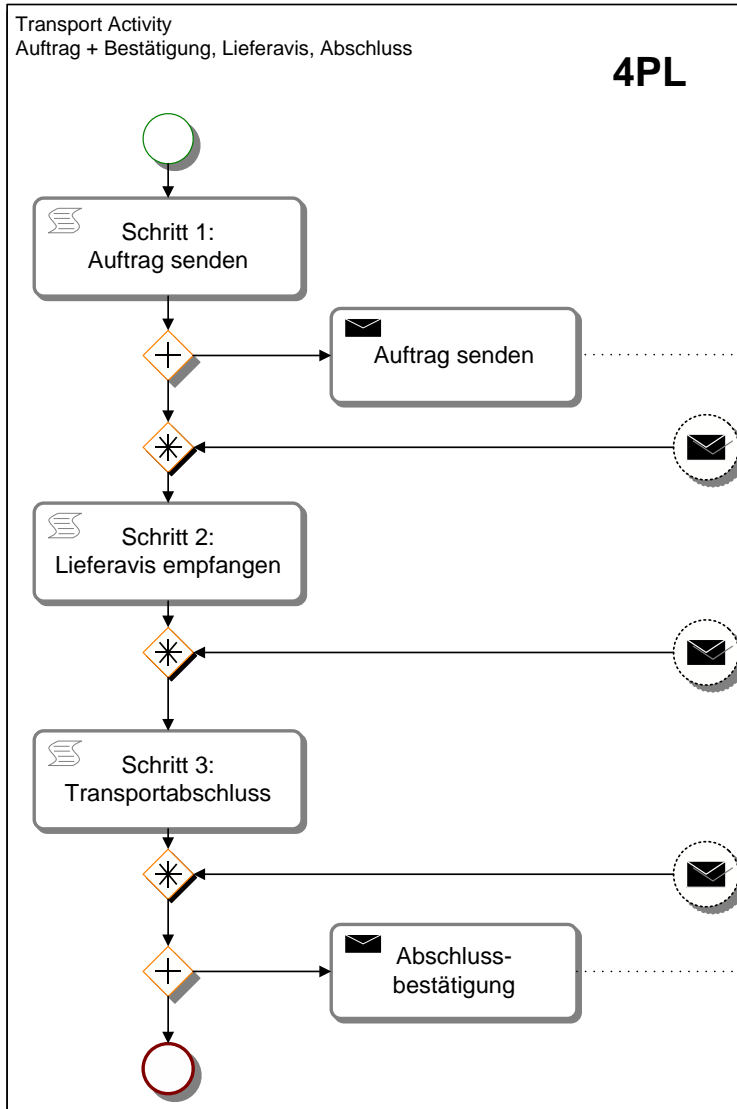 Transport Activity
Auftrag + Bestätigung, Lieferavis, Abschluss
4PL
Schritt 1:
Auftrag senden
Auftrag senden
Schritt 2:
Lieferavis empfangen
Schritt 3:
Transportabschluss
Abschluss-
bestätigung